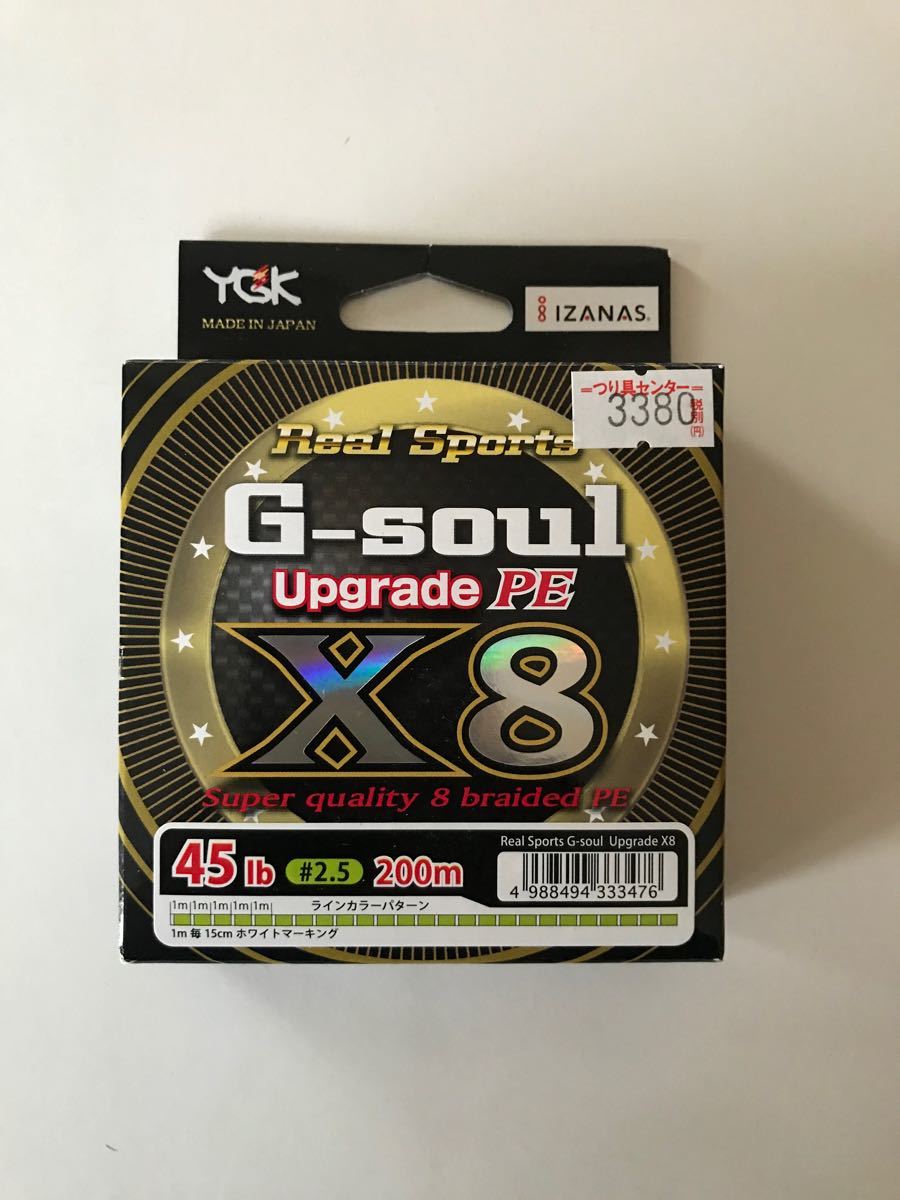 YGK
MADE IN JAPAN
IZANAS®
=つり具センター=
3380 税別(円)
Real Sports
G-soul
Upgrade PE
X8
Super quality 8 braided PE
45 lb #2.5 200m
Real Sports G-soul Upgrade X8
4 988494 333476
1m 1m 1m 1m 1m ラインカラーパターン
1m 毎 15cm ホワイトマーキング